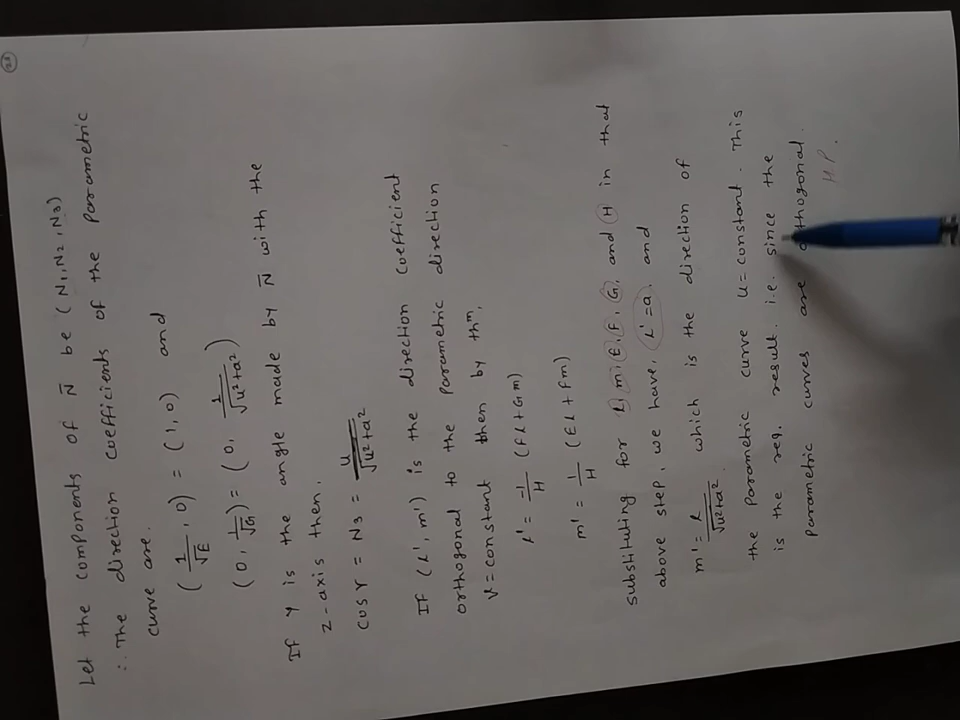 Let the components of N̄ be (N1, N2, N3)
∴ The direction coefficients of the parametric
curve are.
(1/√E, 0) = (1, 0) and
(0, 1/√G) = (0, 1/√u²+a²)
If γ is the angle made by N̄ with the
z-axis then,
cos γ = N3 = u/√u²+a²
If (l', m') is the direction coefficient
orthogonal to the parametric direction
v = constant then by thm,
l' = -1/H (Fl + Gm)
m' = 1/H (El + Fm)
substituting for l, m, E, F, G, and H in that
above step, we have, l' = a. and
m' = l/√u²+a². which is the direction of
the parametric curve u = constant. This
is the req. result. i.e. since the
parametric curves are orthogonal.
H.P.